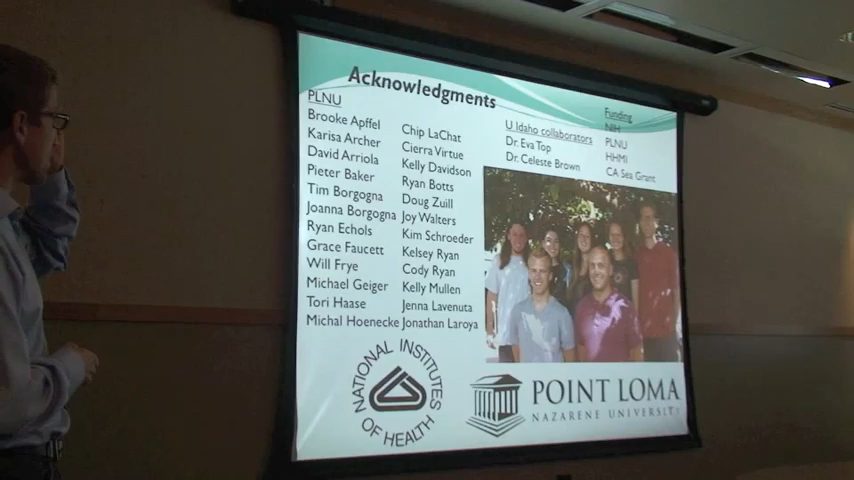 Acknowledgments
PLNU
Brooke Apffel
Karisa Archer
David Arriola
Pieter Baker
Tim Borgogna
Joanna Borgogna
Ryan Echols
Grace Faucett
Will Frye
Michael Geiger
Tori Haase
Michal Hoenecke
Chip LaChat
Cierra Virtue
Kelly Davidson
Ryan Botts
Doug Zuill
Joy Walters
Kim Schroeder
Kelsey Ryan
Cody Ryan
Kelly Mullen
Jenna Lavenuta
Jonathan Laroya
U Idaho collaborators
Dr. Eva Top
Dr. Celeste Brown
Funding
NIH
PLNU
HHMI
CA Sea Grant
NATIONAL INSTITUTES
OF HEALTH
POINT LOMA
NAZARENE UNIVERSITY